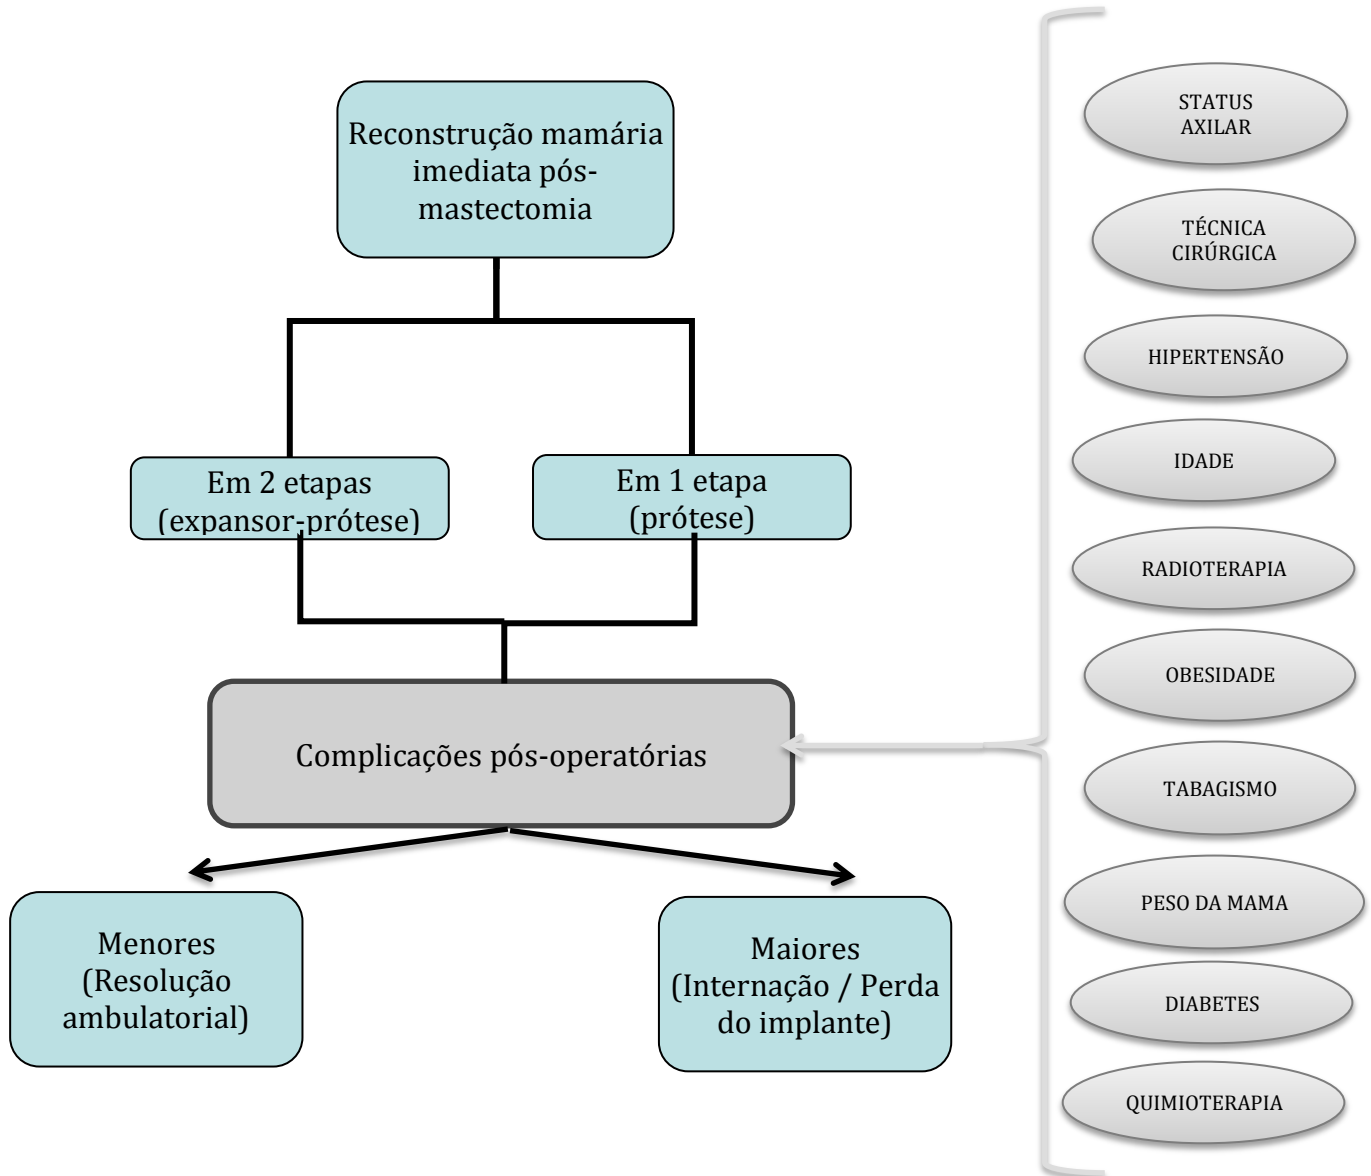 Reconstrução mamária
imediata pós-
mastectomia
Em 2 etapas
(expansor-prótese)
Em 1 etapa
(prótese)
Complicações pós-operatórias
Menores
(Resolução
ambulatorial)
Maiores
(Internação / Perda
do implante)
STATUS
AXILAR
TÉCNICA
CIRÚRGICA
HIPERTENSÃO
IDADE
RADIOTERAPIA
OBESIDADE
TABAGISMO
PESO DA MAMA
DIABETES
QUIMIOTERAPIA